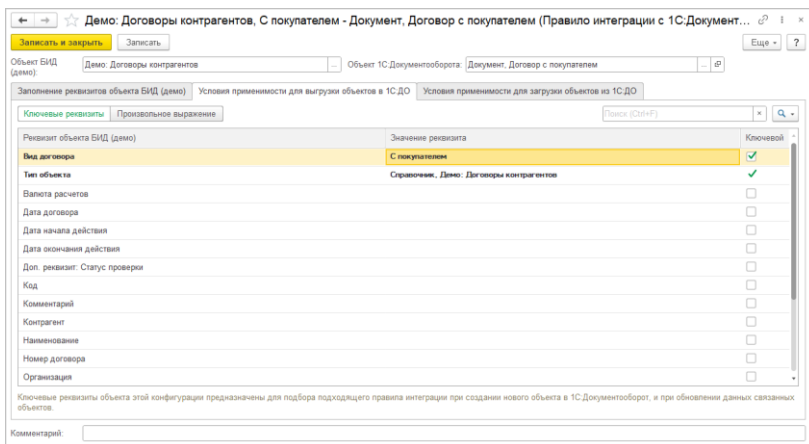 Демо: Договоры контрагентов, С покупателем - Документ, Договор с покупателем (Правило интеграции с 1С:Документ...
Записать и закрыть Записать Еще ?
Объект БИД (демо): Демо: Договоры контрагентов ... Объект 1С:Документооборота: Документ, Договор с покупателем ...
Заполнение реквизитов объекта БИД (демо) Условия применимости для выгрузки объектов в 1С:ДО Условия применимости для загрузки объектов из 1С:ДО
Ключевые реквизиты Произвольное выражение Поиск (Ctrl+F) ×
Реквизит объекта БИД (демо) Значение реквизита Ключевой
Вид договора С покупателем
Тип объекта Справочник, Демо: Договоры контрагентов
Валюта расчетов
Дата договора
Дата начала действия
Дата окончания действия
Доп. реквизит: Статус проверки
Код
Комментарий
Контрагент
Наименование
Номер договора
Организация
Ключевые реквизиты объекта этой конфигурации предназначены для подбора подходящего правила интеграции при создании нового объекта в 1С:Документооборот, и при обновлении данных связанных
объектов.
Комментарий: